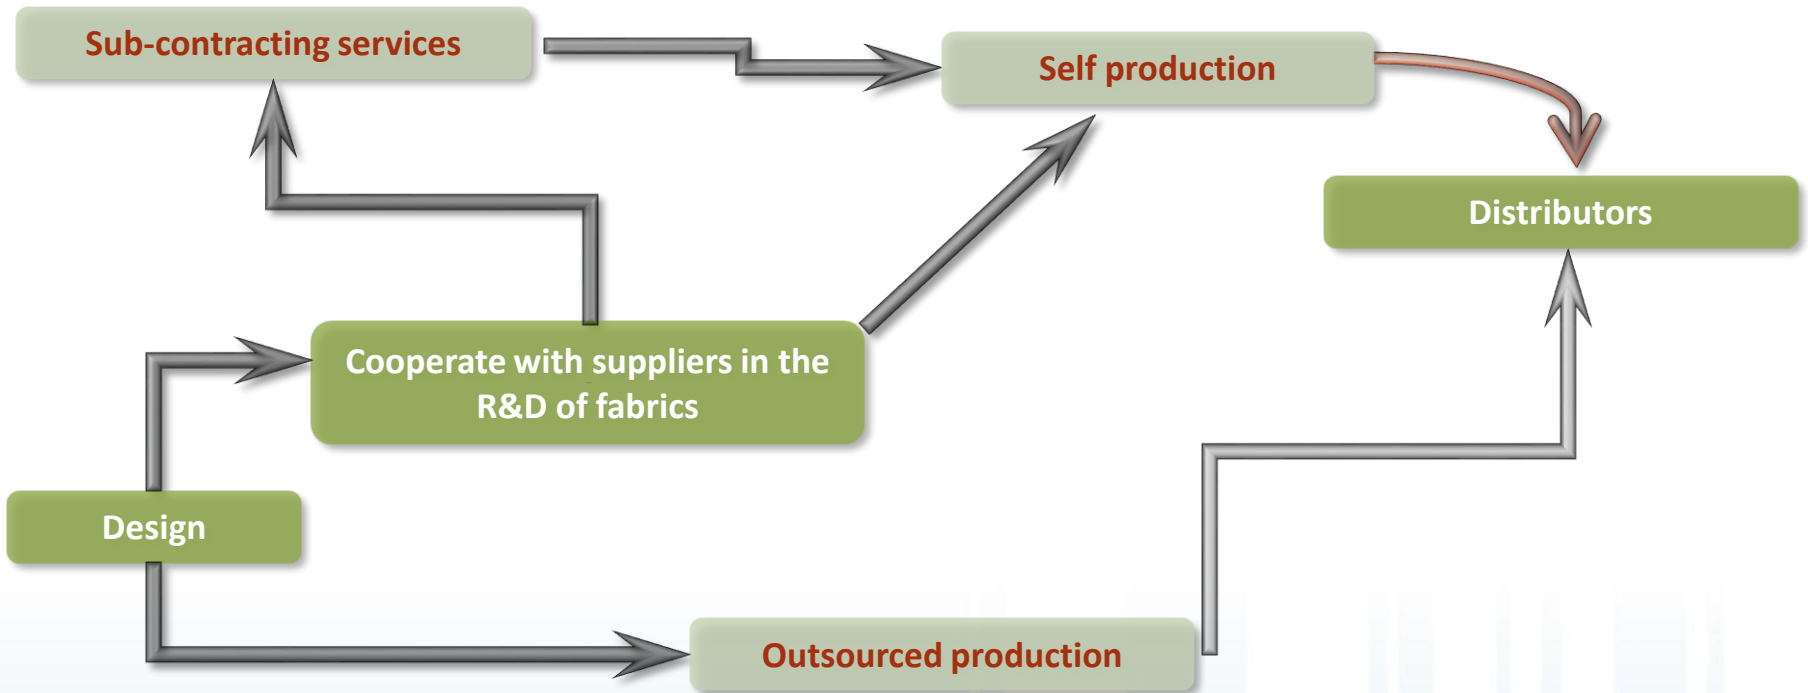 Sub-contracting services
Self production
Distributors
Cooperate with suppliers in the
R&D of fabrics
Design
Outsourced production